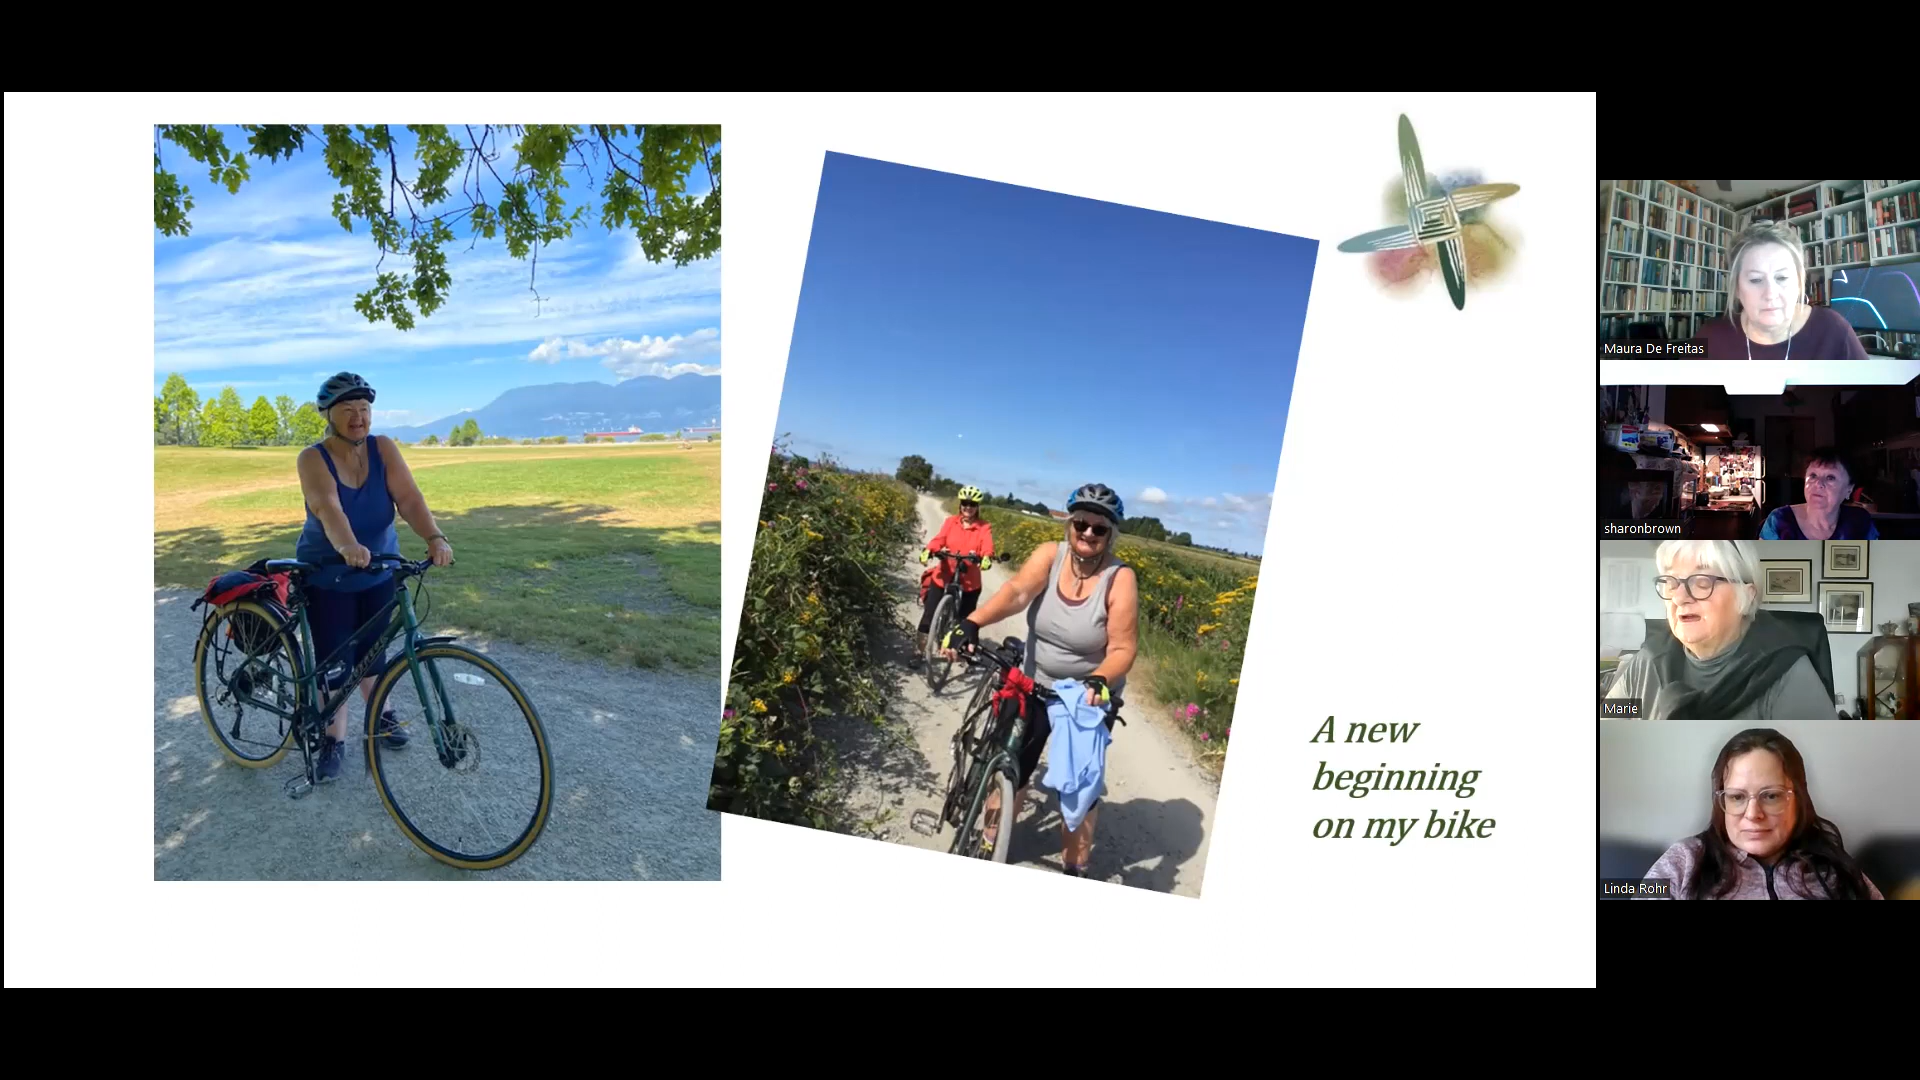 A new
beginning
on my bike
Maura De Freitas
sharonbrown
Marie
Linda Rohr